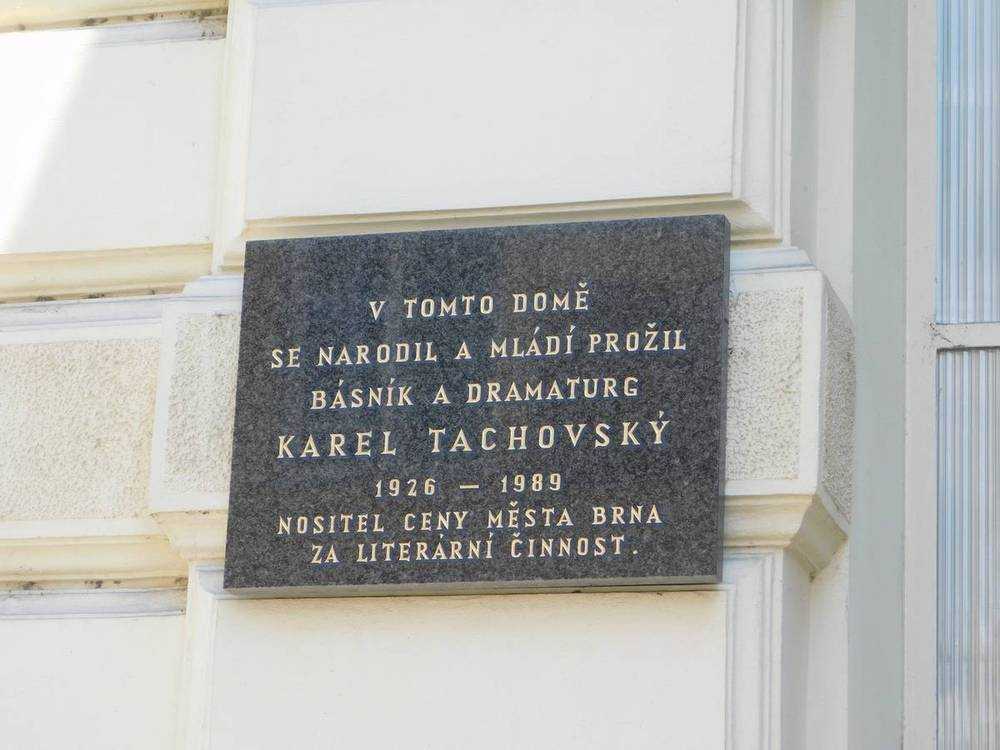 V TOMTO DOMĚ
SE NARODIL A MLÁDÍ PROŽIL
BÁSNÍK A DRAMATURG
KAREL TACHOVSKÝ
1926 — 1989
NOSITEL CENY MĚSTA BRNA
ZA LITERÁRNÍ ČINNOST.